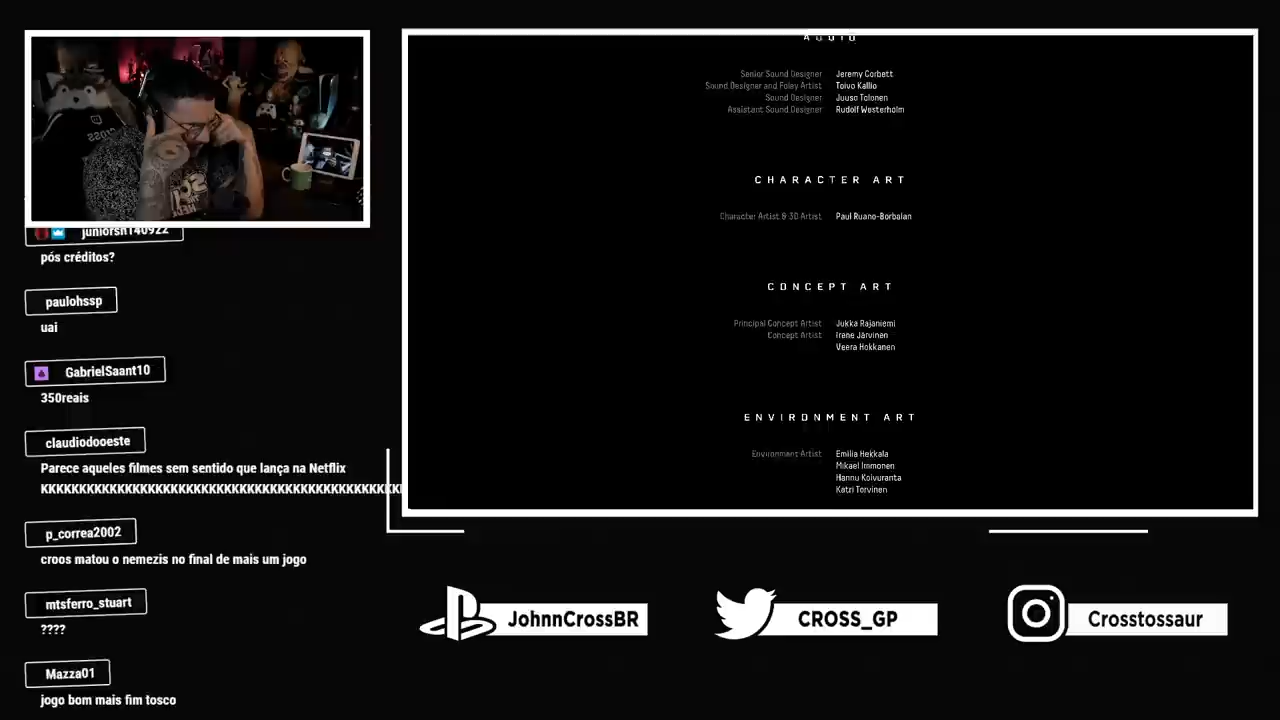 AUDIO
Senior Sound Designer Jeremy Corbett
Sound Designer and Foley Artist Toivo Kallio
Sound Designer Juuso Tolonen
Assistant Sound Designer Rudolf Westerholm
CHARACTER ART
Character Artist & 3D Artist Paul Ruano-Borbalan
CONCEPT ART
Principal Concept Artist Jukka Rajaniemi
Concept Artist Irene Järvinen
Veera Hokkanen
ENVIRONMENT ART
Environment Artist Emilia Hekkala
Mikael Immonen
Hannu Koivuranta
Katri Torvinen
juniorsh140922
pós créditos?
paulohssp
uai
GabrielSaant10
350reais
claudiodooeste
Parece aqueles filmes sem sentido que lança na Netflix
KKKKKKKKKKKKKKKKKKKKKKKKKKKKKKKKKKKKKKKKKKKKK
p_correa2002
croos matou o nemezis no final de mais um jogo
mtsferro_stuart
????
Mazza01
jogo bom mais fim tosco
JohnnCrossBR
CROSS_GP
Crosstossaur